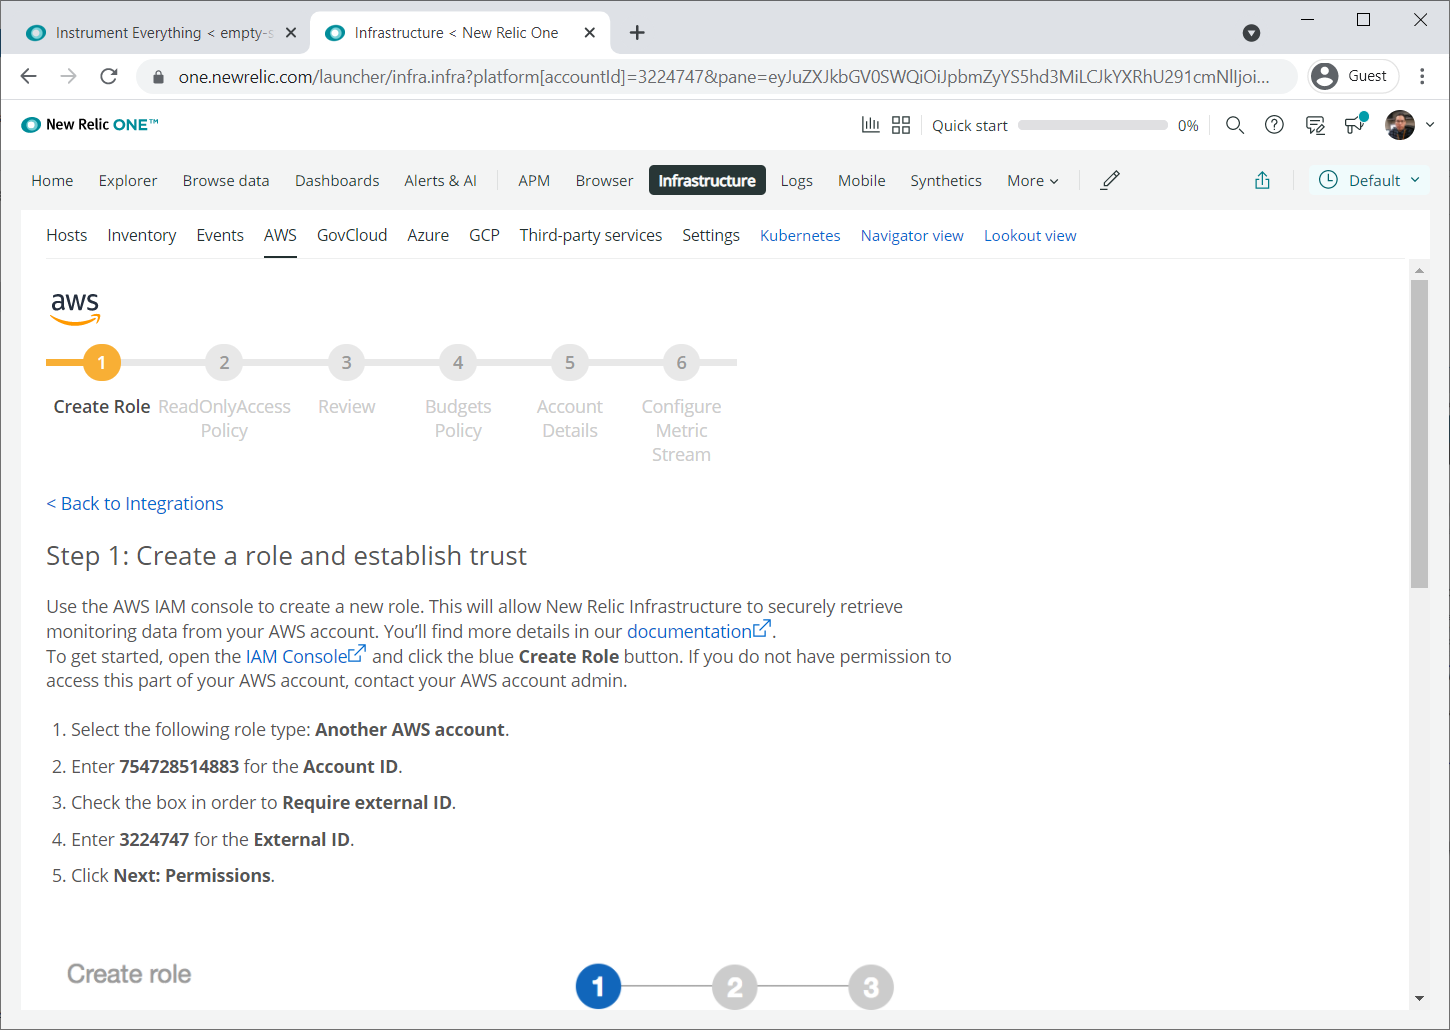 Instrument Everything < empty-s
Infrastructure < New Relic One
one.newrelic.com/launcher/infra.infra?platform[accountId]=3224747&pane=eyJuZXJkbGV0SWQiOiJpbmZyYS5hd3MiLCJkYXRhU291cmNlIjoi...
Guest
New Relic ONE™
Quick start 0%
Home Explorer Browse data Dashboards Alerts & AI APM Browser Infrastructure Logs Mobile Synthetics More Default
Hosts Inventory Events AWS GovCloud Azure GCP Third-party services Settings Kubernetes Navigator view Lookout view
aws
1 2 3 4 5 6
Create Role ReadOnlyAccess Review Budgets Account Configure
Policy Policy Details Metric
Stream
< Back to Integrations
Step 1: Create a role and establish trust
Use the AWS IAM console to create a new role. This will allow New Relic Infrastructure to securely retrieve
monitoring data from your AWS account. You’ll find more details in our documentation.
To get started, open the IAM Console and click the blue Create Role button. If you do not have permission to
access this part of your AWS account, contact your AWS account admin.
1. Select the following role type: Another AWS account.
2. Enter 754728514883 for the Account ID.
3. Check the box in order to Require external ID.
4. Enter 3224747 for the External ID.
5. Click Next: Permissions.
Create role 1 2 3